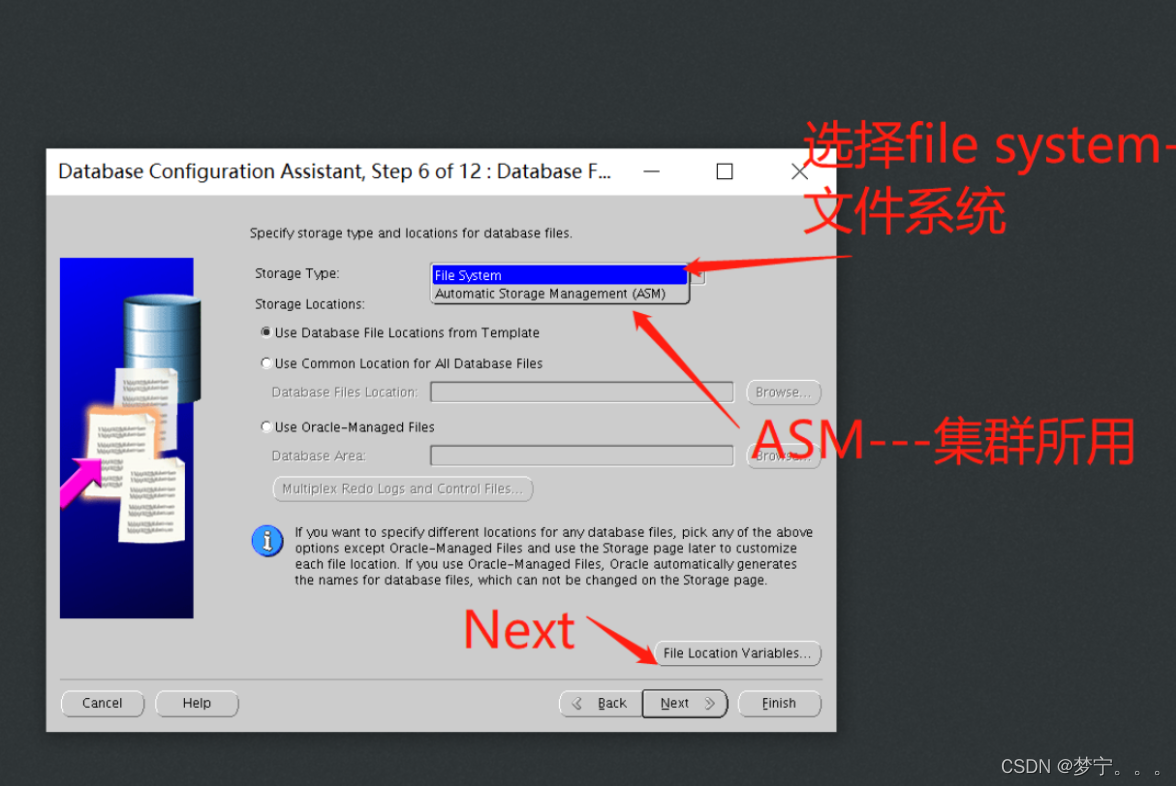 选择file system-
文件系统
Database Configuration Assistant, Step 6 of 12 : Database F...
Specify storage type and locations for database files.
Storage Type:
File System
Automatic Storage Management (ASM)
Storage Locations:
Use Database File Locations from Template
Use Common Location for All Database Files
Database Files Location:
Browse...
Use Oracle-Managed Files
ASM---集群所用
Database Area:
Browse...
Multiplex Redo Logs and Control Files...
If you want to specify different locations for any database files, pick any of the above
options except Oracle-Managed Files and use the Storage page later to customize
each file location. If you use Oracle-Managed Files, Oracle automatically generates
the names for database files, which can not be changed on the Storage page.
Next
File Location Variables...
Cancel
Help
Back
Next
Finish
CSDN @梦宁。。。